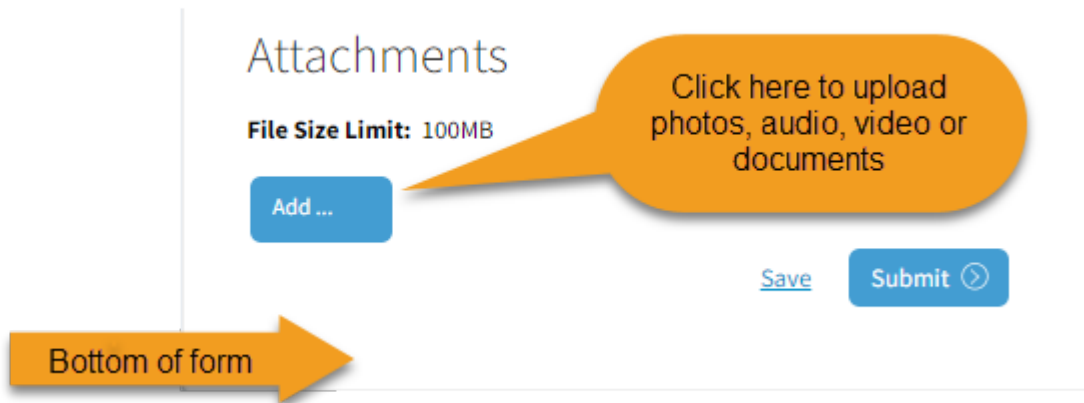 Attachments
Click here to upload
photos, audio, video or
documents
File Size Limit: 100MB
Add ...
Save
Submit
Bottom of form